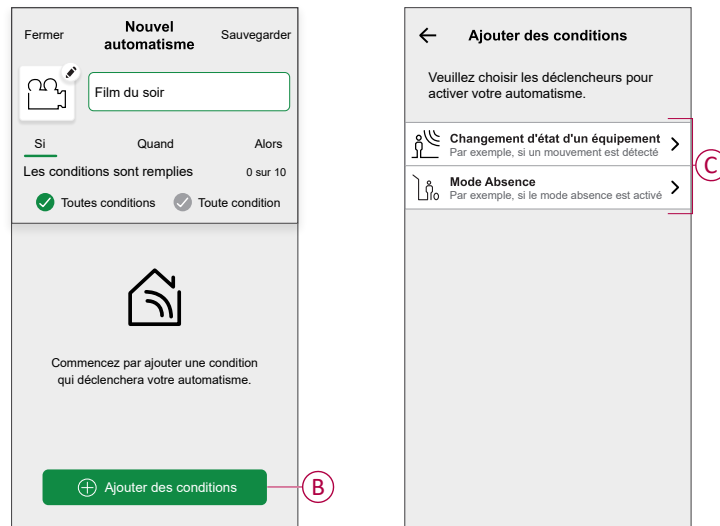 Fermer
Nouvel
automatisme
Sauvegarder
Film du soir
Si
Quand
Alors
Les conditions sont remplies
0 sur 10
Toutes conditions
Toute condition
Commencez par ajouter une condition
qui déclenchera votre automatisme.
Ajouter des conditions
B
Ajouter des conditions
Veuillez choisir les déclencheurs pour
activer votre automatisme.
Changement d'état d'un équipement
Par exemple, si un mouvement est détecté
Mode Absence
Par exemple, si le mode absence est activé
C